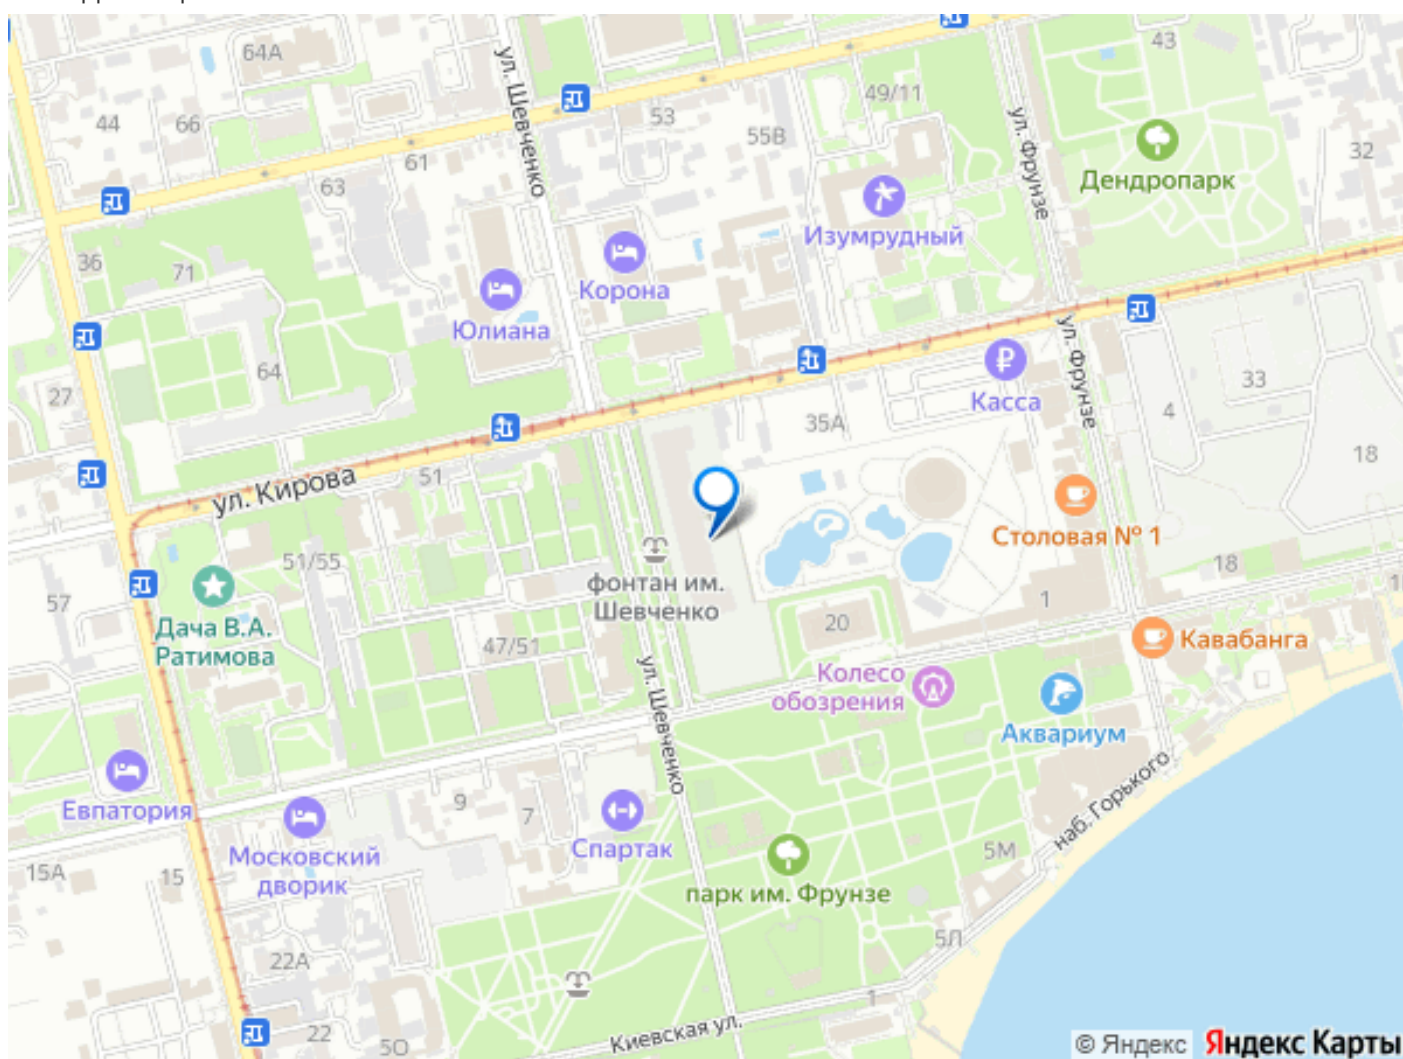 64А
ул. Шевченко
43
49/11
44
66
53
55В
ул. Фрунзе
61
63
32
Дендропарк
Изумрудный
36
71
Корона
Юлиана
ул. Фрунзе
64
33
27
Касса
4
35А
18
51
ул. Кирова
Столовая № 1
51/55
18
фонтан им.
Шевченко
57
1
Дача В.А.
Ратимова
20
47/51
Кавабанга
Колесо
обозрения
ул. Шевченко
Аквариум
Евпатория
9
7
наб. Горького
Спартак
Московский
дворик
5М
15А
15
парк им. Фрунзе
5Л
22А
1
22
50
Киевская ул.
© Яндекс Яндекс Карты